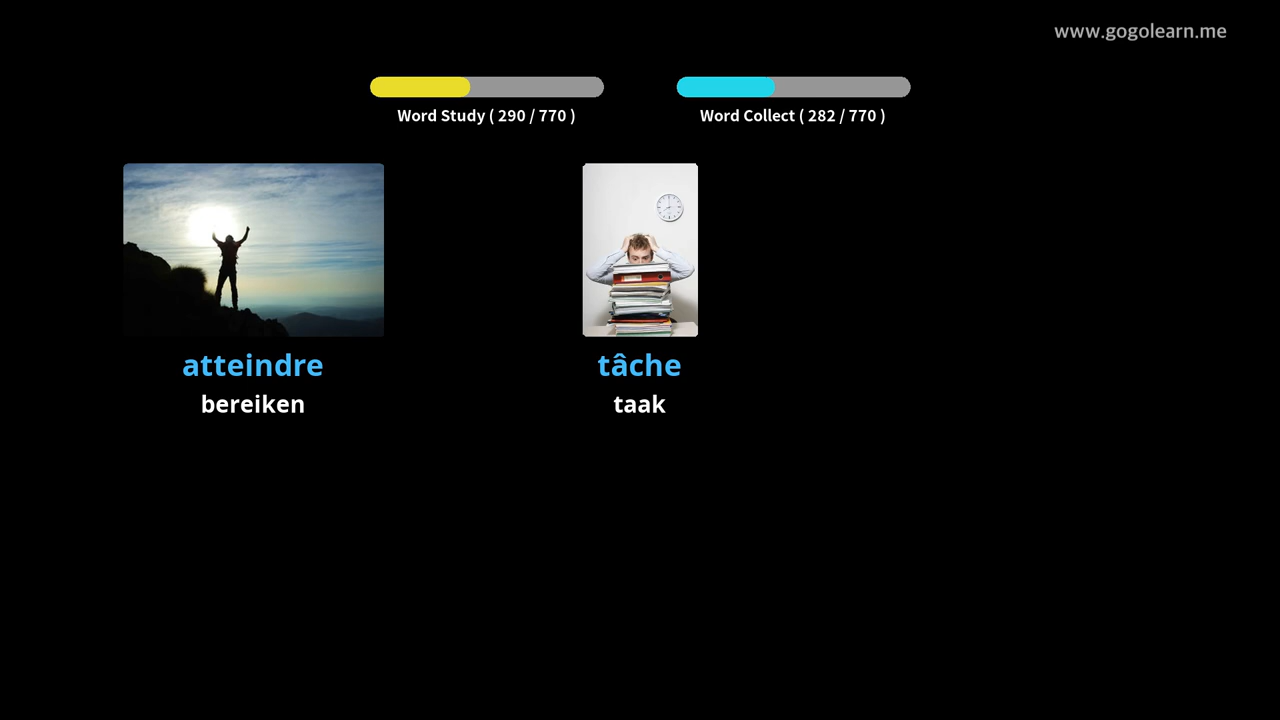 www.gogolearn.me
Word Study ( 290 / 770 )
Word Collect ( 282 / 770 )
atteindre
bereiken
tâche
taak